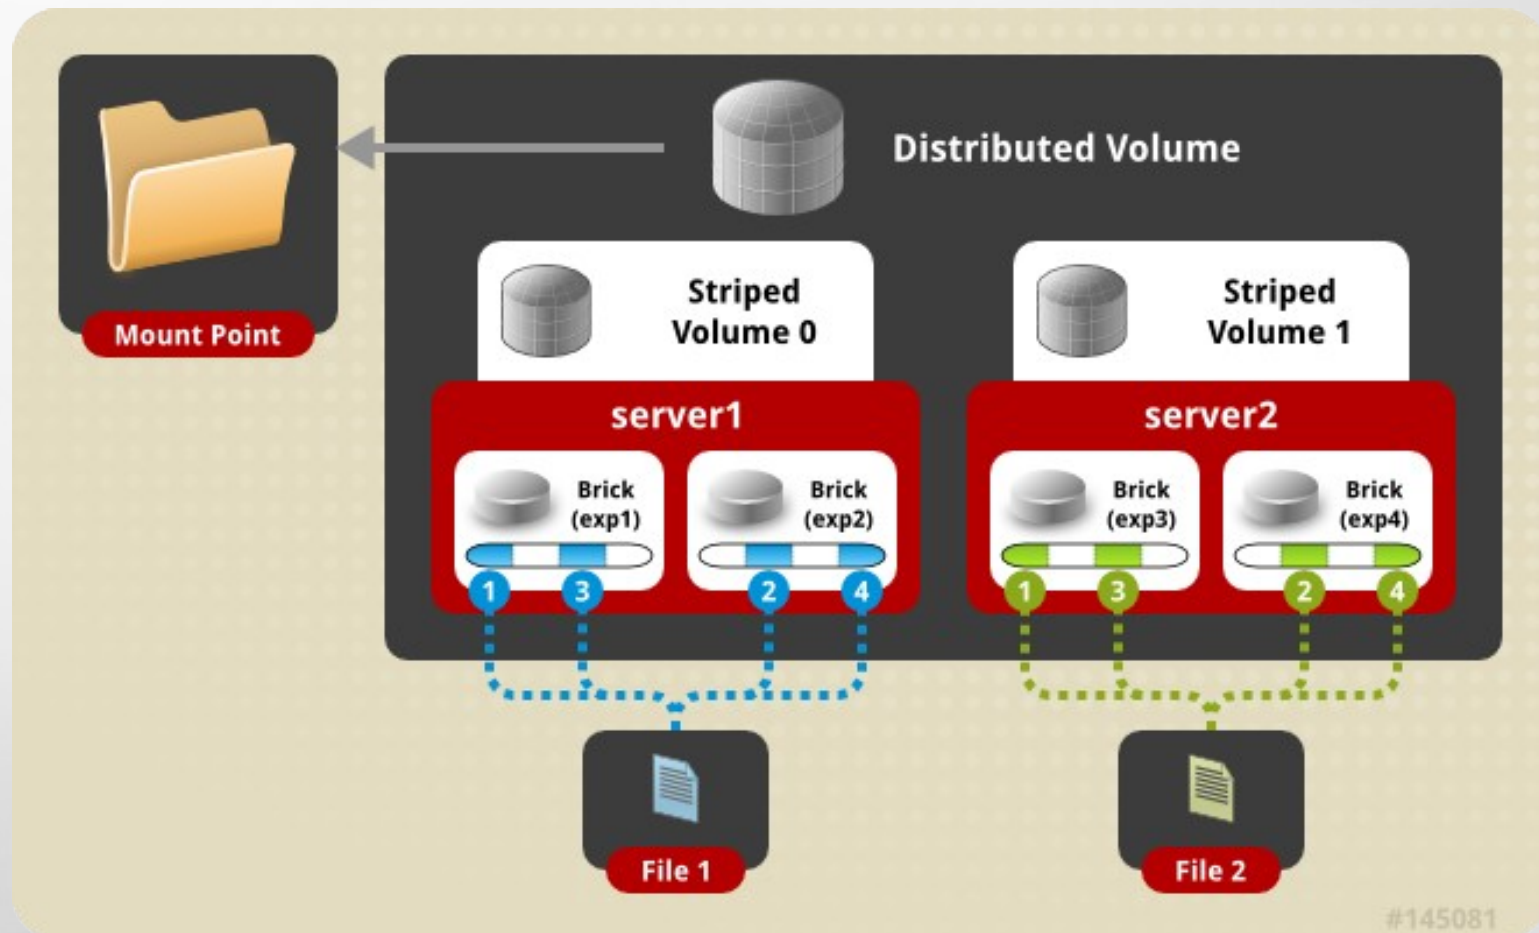 Distributed Volume
Mount Point
Striped
Volume 0
Striped
Volume 1
server1
server2
Brick
(exp1)
Brick
(exp2)
Brick
(exp3)
Brick
(exp4)
1
3
2
4
1
3
2
4
File 1
File 2
#145081